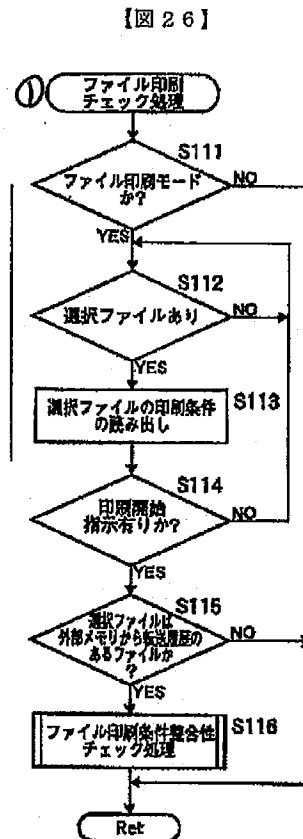 【図26】
① ファイル印刷
チェック処理
S111
ファイル印刷モード
か?
NO
YES
S112
選択ファイルあり
NO
YES
S113
選択ファイルの印刷条件
の読み出し
S114
印刷開始
指示有りか?
NO
YES
S115
選択ファイルは
外部メモリから転送履歴の
あるファイルか
?
NO
YES
S116
ファイル印刷条件整合性
チェック処理
Ret